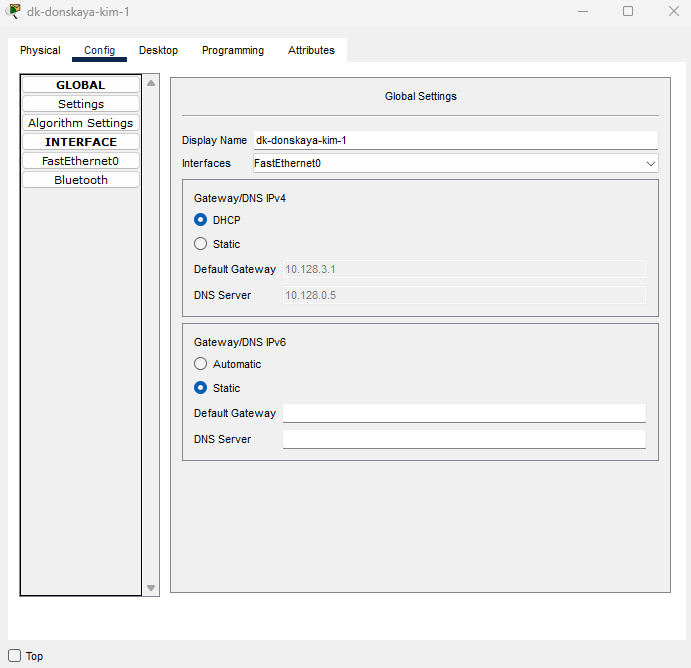 dk-donskaya-kim-1
Physical Config Desktop Programming Attributes
GLOBAL
Settings
Algorithm Settings
INTERFACE
FastEthernet0
Bluetooth
Global Settings
Display Name dk-donskaya-kim-1
Interfaces FastEthernet0
Gateway/DNS IPv4
DHCP
Static
Default Gateway 10.128.3.1
DNS Server 10.128.0.5
Gateway/DNS IPv6
Automatic
Static
Default Gateway
DNS Server
Top